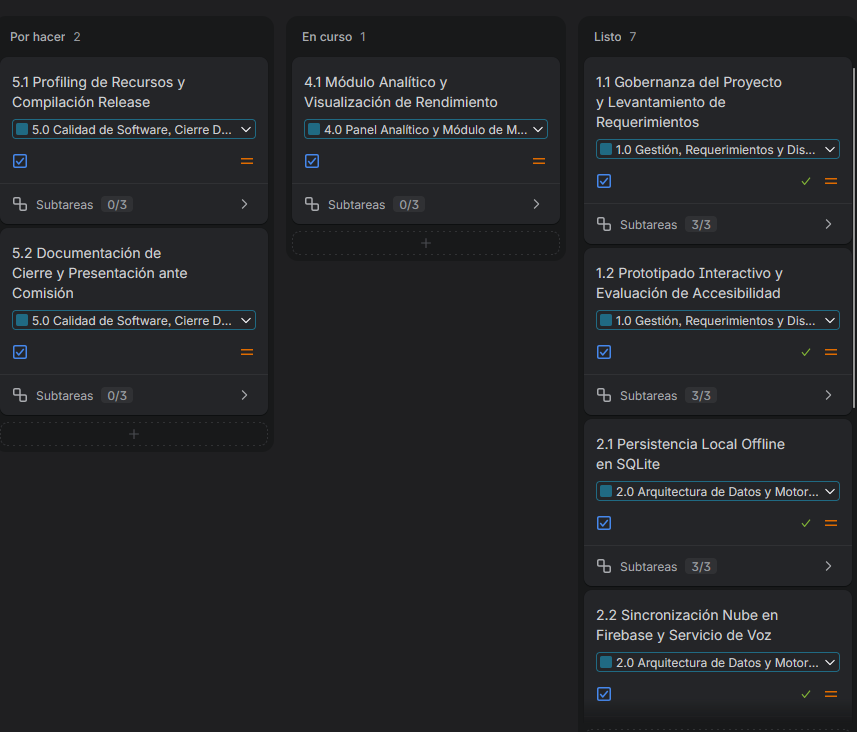 Por hacer 2
5.1 Profiling de Recursos y
Compilación Release
5.0 Calidad de Software, Cierre D...
Subtareas 0/3
5.2 Documentación de
Cierre y Presentación ante
Comisión
5.0 Calidad de Software, Cierre D...
Subtareas 0/3
En curso 1
4.1 Módulo Analítico y
Visualización de Rendimiento
4.0 Panel Analítico y Módulo de M...
Subtareas 0/3
Listo 7
1.1 Gobernanza del Proyecto
y Levantamiento de
Requerimientos
1.0 Gestión, Requerimientos y Dis...
Subtareas 3/3
1.2 Prototipado Interactivo y
Evaluación de Accesibilidad
1.0 Gestión, Requerimientos y Dis...
Subtareas 3/3
2.1 Persistencia Local Offline
en SQLite
2.0 Arquitectura de Datos y Motor...
Subtareas 3/3
2.2 Sincronización Nube en
Firebase y Servicio de Voz
2.0 Arquitectura de Datos y Motor...